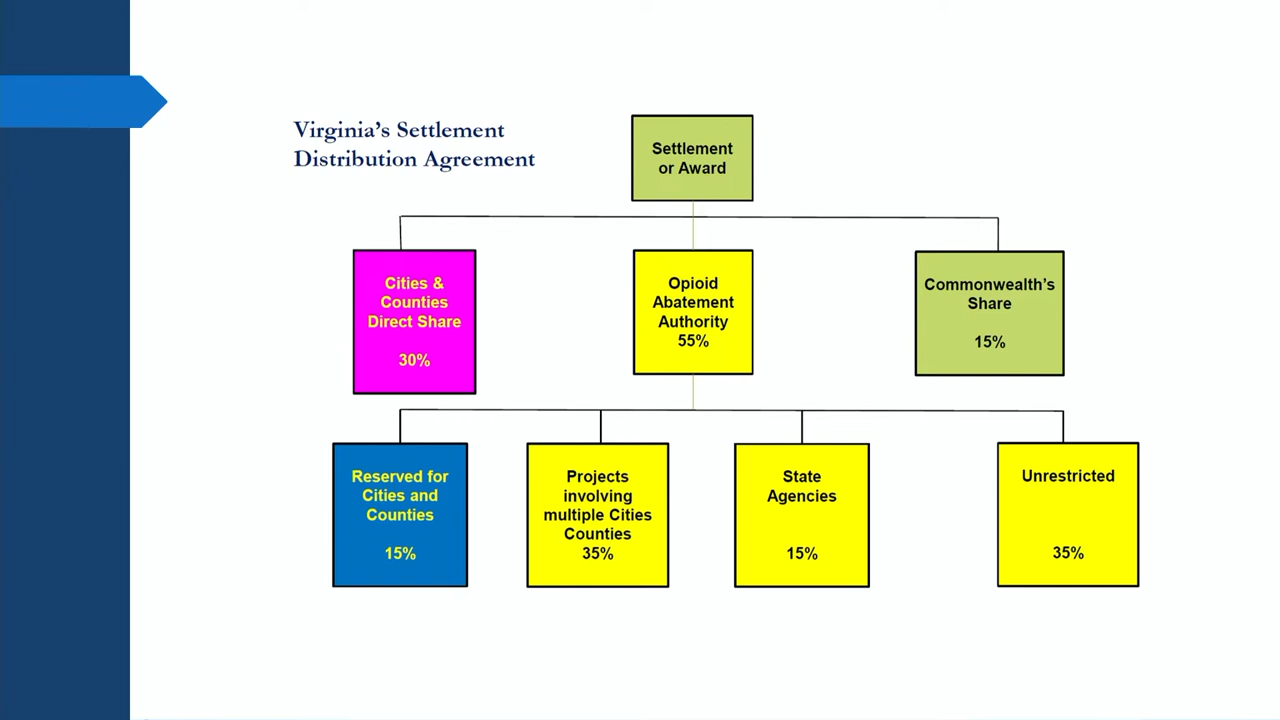 Virginia’s Settlement
Distribution Agreement
Settlement
or Award
Cities &
Counties
Direct Share
30%
Opioid
Abatement
Authority
55%
Commonwealth’s
Share
15%
Reserved for
Cities and
Counties
15%
Projects
involving
multiple Cities
Counties
35%
State
Agencies
15%
Unrestricted
35%